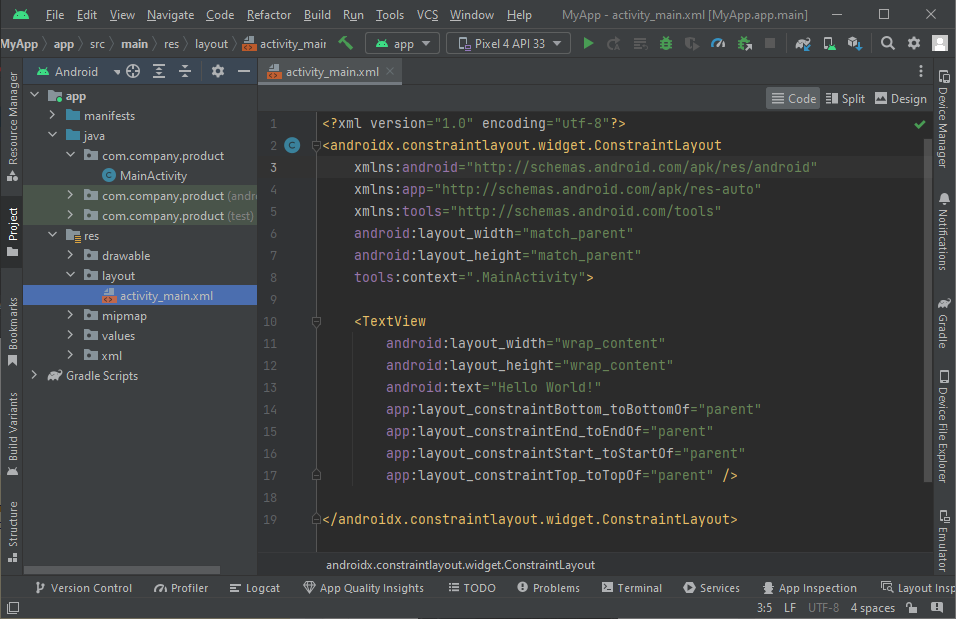 File Edit View Navigate Code Refactor Build Run Tools VCS Window Help MyApp - activity_main.xml [MyApp.app.main]
MyApp app src main res layout activity_main app Pixel 4 API 33
Android
activity_main.xml
Code Split Design
Resource Manager
Project
Bookmarks
Build Variants
Structure
app
manifests
java
com.company.product
MainActivity
com.company.product (andro
com.company.product (test)
res
drawable
layout
activity_main.xml
mipmap
values
xml
Gradle Scripts
1 <?xml version="1.0" encoding="utf-8"?>
2 <androidx.constraintlayout.widget.ConstraintLayout
3 xmlns:android="http://schemas.android.com/apk/res/android"
4 xmlns:app="http://schemas.android.com/apk/res-auto"
5 xmlns:tools="http://schemas.android.com/tools"
6 android:layout_width="match_parent"
7 android:layout_height="match_parent"
8 tools:context=".MainActivity">
9
10 <TextView
11 android:layout_width="wrap_content"
12 android:layout_height="wrap_content"
13 android:text="Hello World!"
14 app:layout_constraintBottom_toBottomOf="parent"
15 app:layout_constraintEnd_toEndOf="parent"
16 app:layout_constraintStart_toStartOf="parent"
17 app:layout_constraintTop_toTopOf="parent" />
18
19 </androidx.constraintlayout.widget.ConstraintLayout>
androidx.constraintlayout.widget.ConstraintLayout
Device Manager
Notifications
Gradle
Device File Explorer
Emulator
Version Control Profiler Logcat App Quality Insights TODO Problems Terminal Services App Inspection Layout Insp
3:5 LF UTF-8 4 spaces